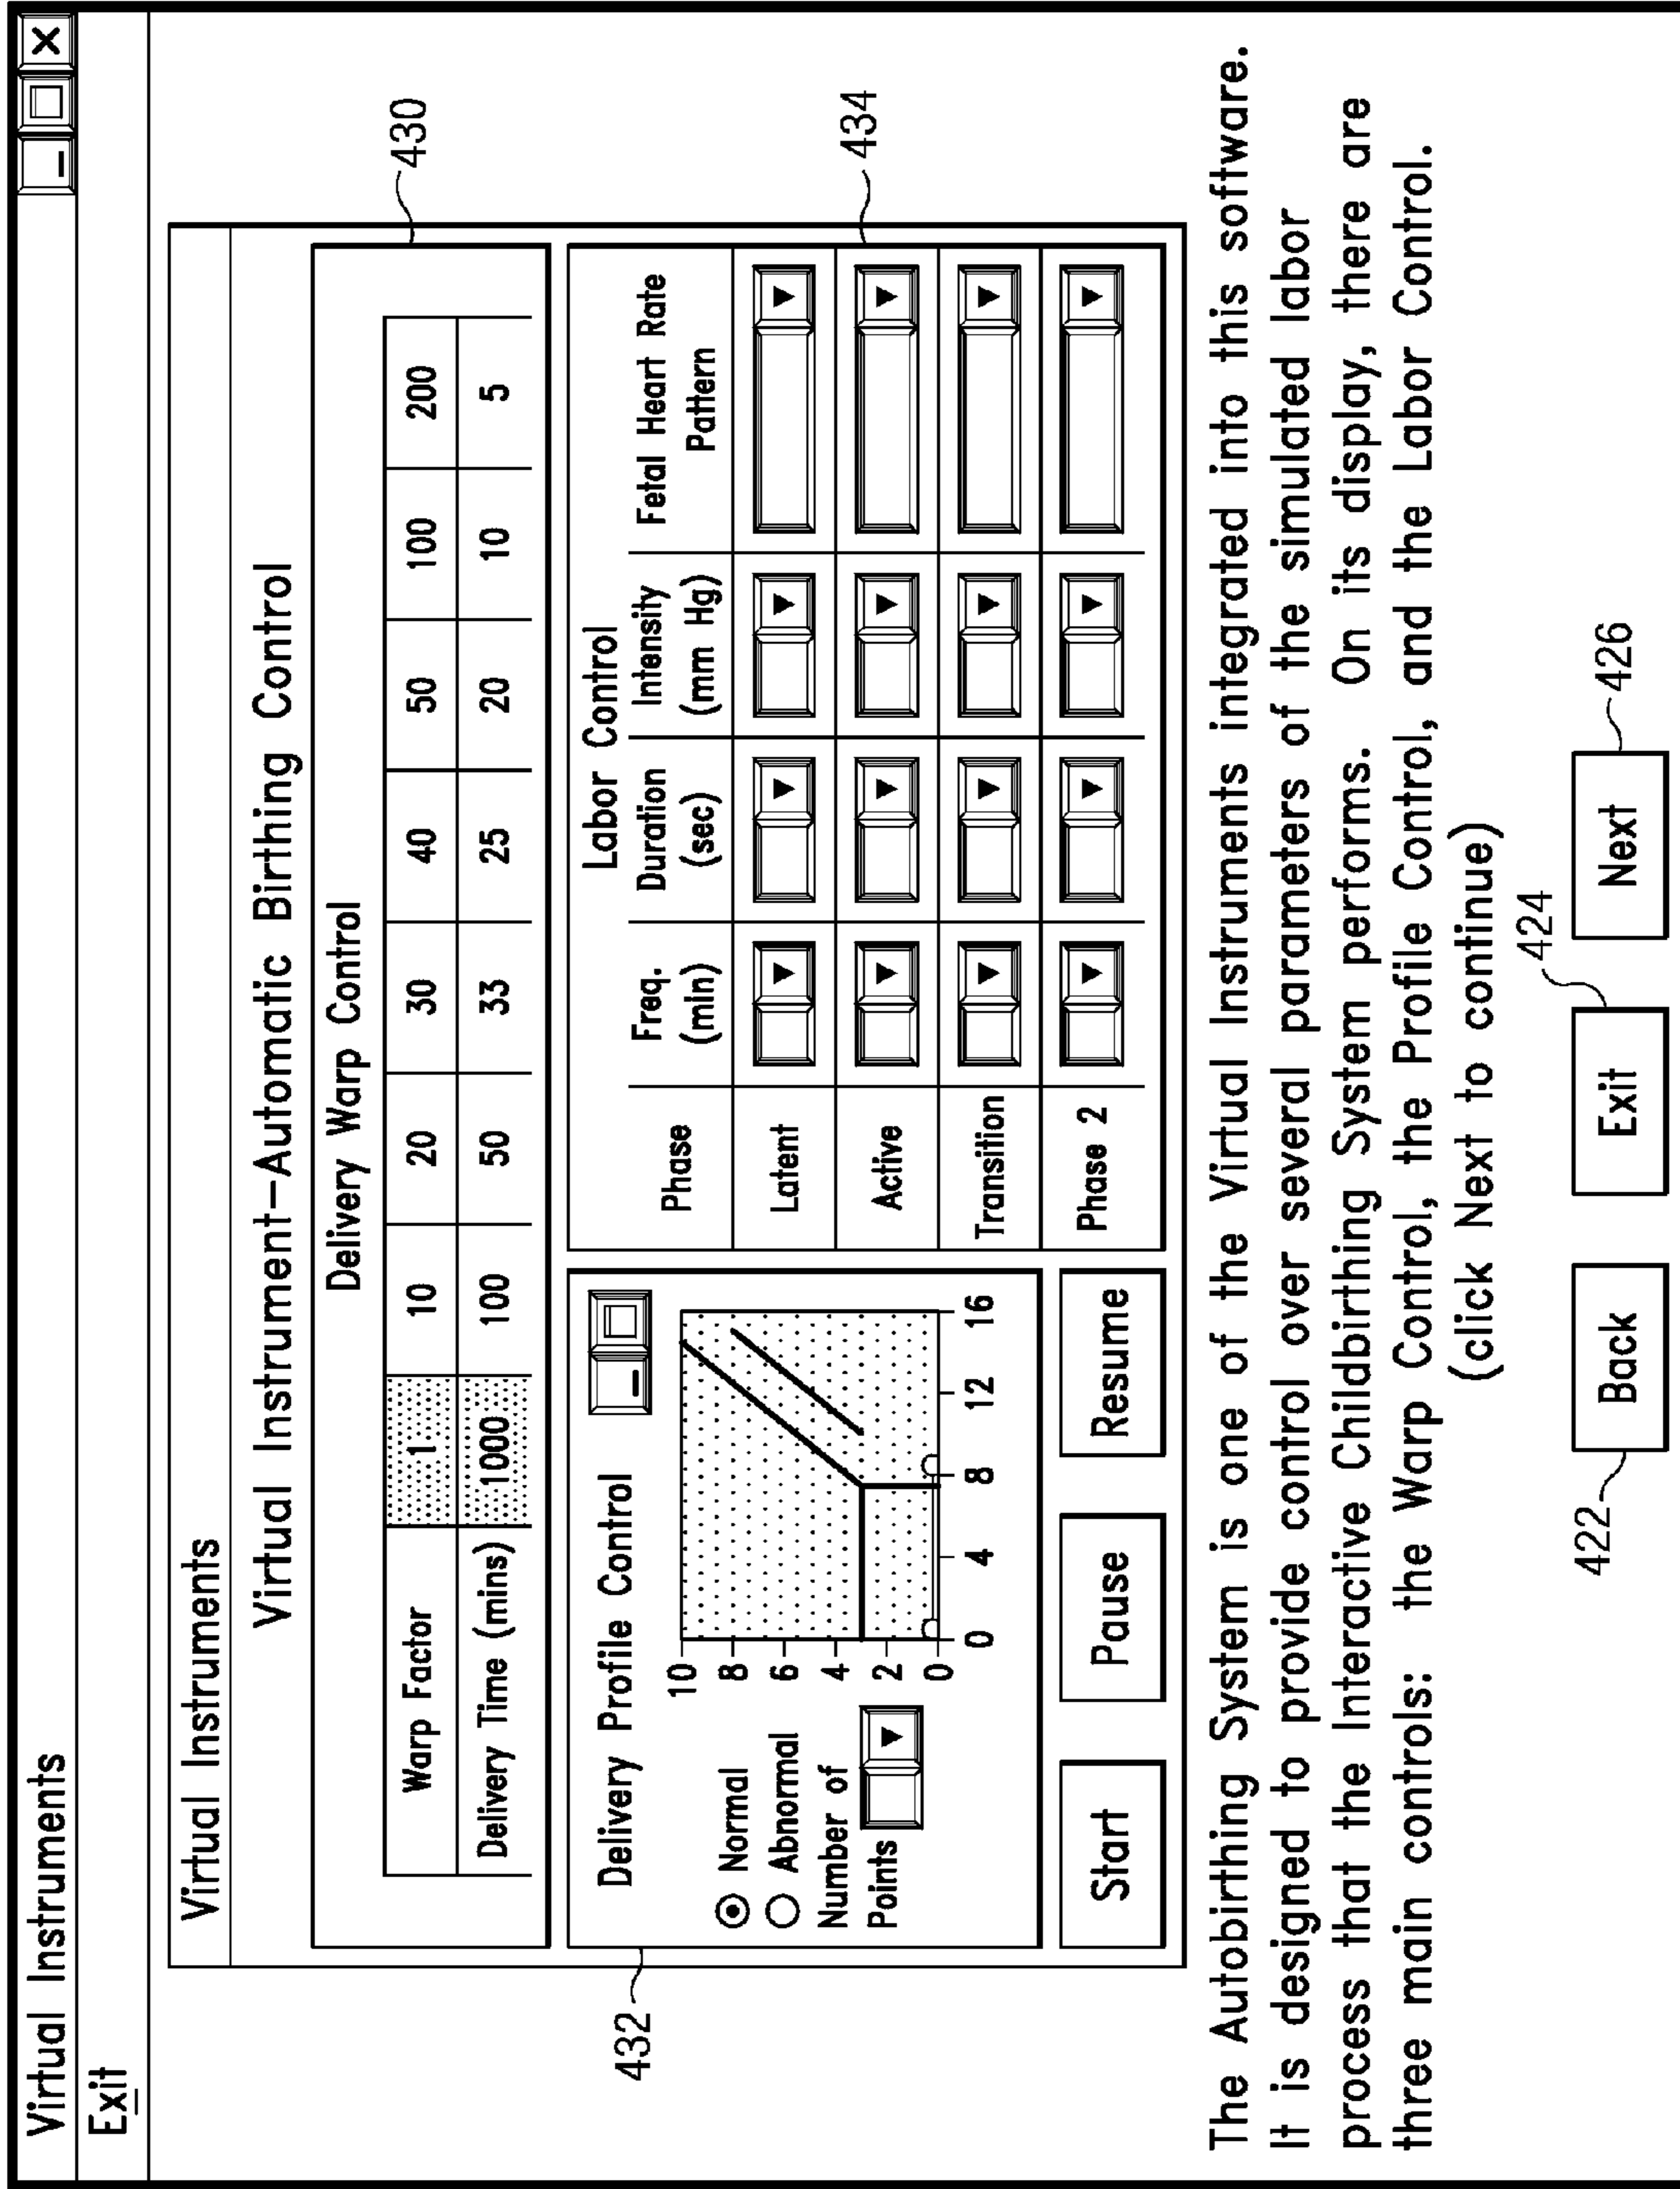 Virtual Instruments
Exit
Virtual Instruments
Virtual Instrument–Automatic Birthing Control
Delivery Warp Control
430
Warp Factor 1 10 20 30 40 50 100 200
Delivery Time (mins) 1000 100 50 33 25 20 10 5
432
Delivery Profile Control
Normal
Abnormal
Number of
Points
10
8
6
4
2
0
0 4 8 12 16
Start Pause Resume
434
Labor Control
Phase Freq. Duration Intensity Fetal Heart Rate
(min) (sec) (mm Hg) Pattern
Latent
Active
Transition
Phase 2
The Autobirthing System is one of the Virtual Instruments integrated into this software.
It is designed to provide control over several parameters of the simulated labor
process that the Interactive Childbirthing System performs. On its display, there are
three main controls: the Warp Control, the Profile Control, and the Labor Control.
(click Next to continue)
422 424 426
Back Exit Next